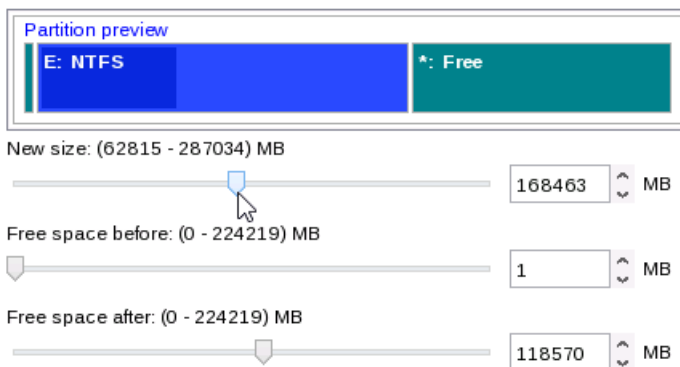 Partition preview
E: NTFS *: Free
New size: (62815 - 287034) MB
168463 MB
Free space before: (0 - 224219) MB
1 MB
Free space after: (0 - 224219) MB
118570 MB